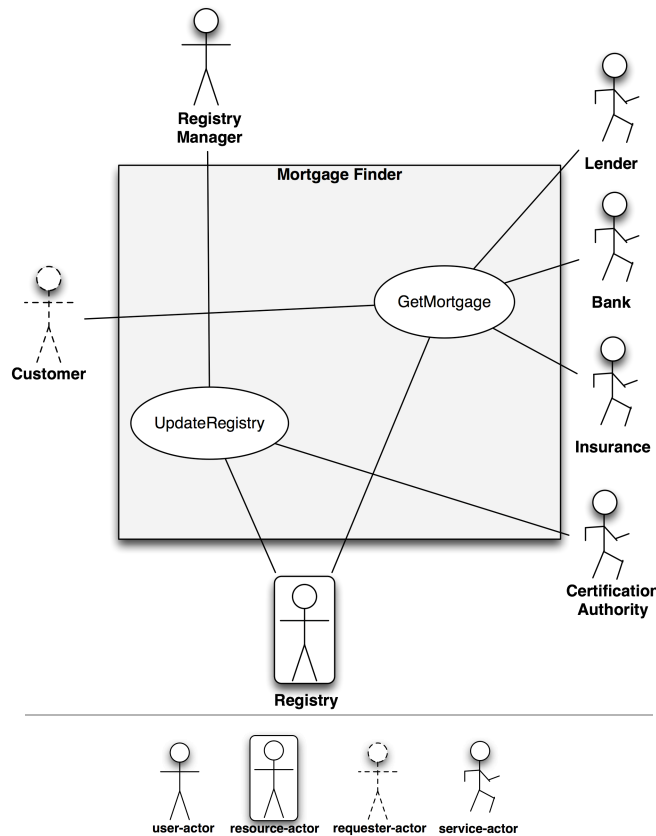 Registry
Manager
Lender
Mortgage Finder
Bank
GetMortgage
Customer
UpdateRegistry
Insurance
Certification
Authority
Registry
user-actor
resource-actor
requester-actor
service-actor